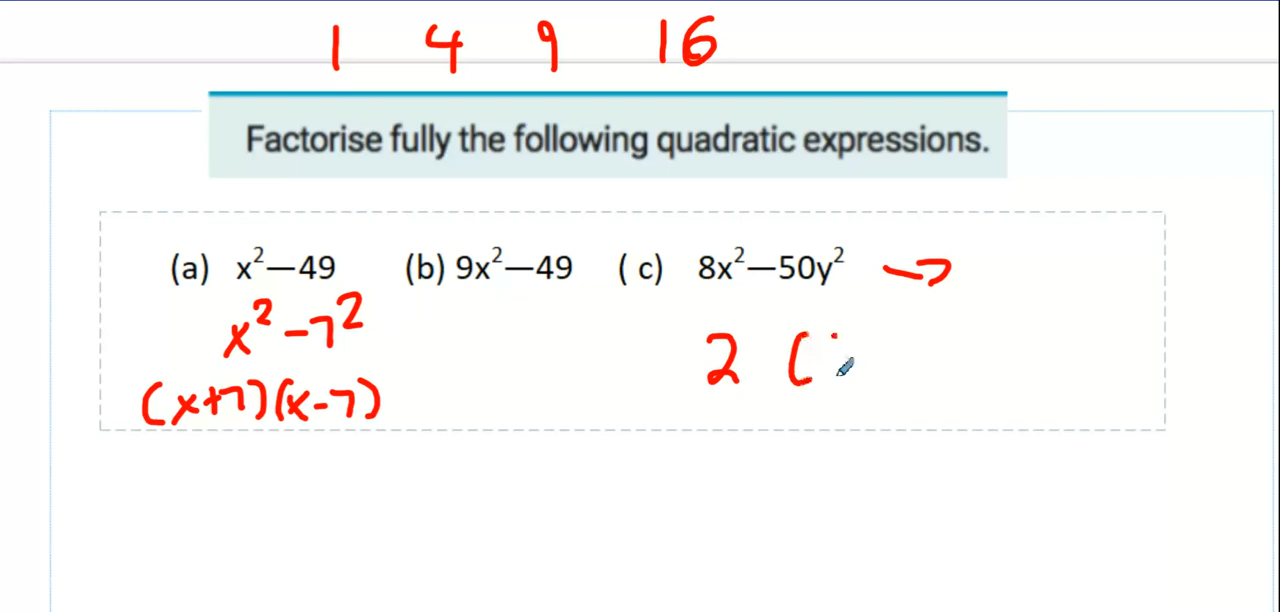 1 4 9 16
Factorise fully the following quadratic expressions.
(a) x²—49 (b) 9x²—49 ( c) 8x²—50y² →
x² -7²
2 (
(x+7)(x-7)